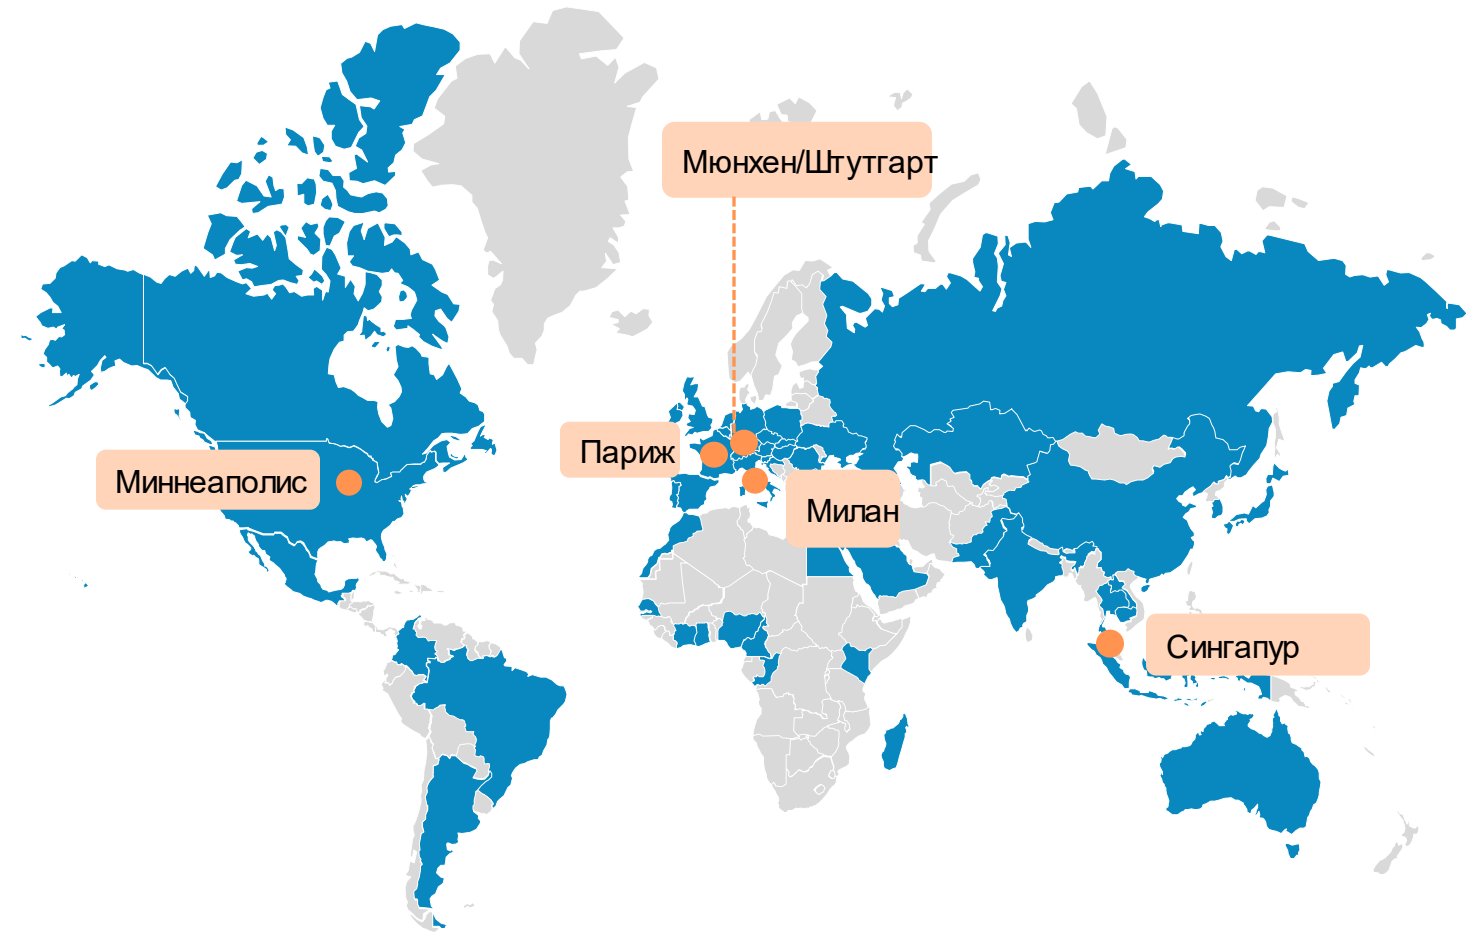 Мюнхен/Штутгарт
Париж
Миннеаполис
Милан
Сингапур